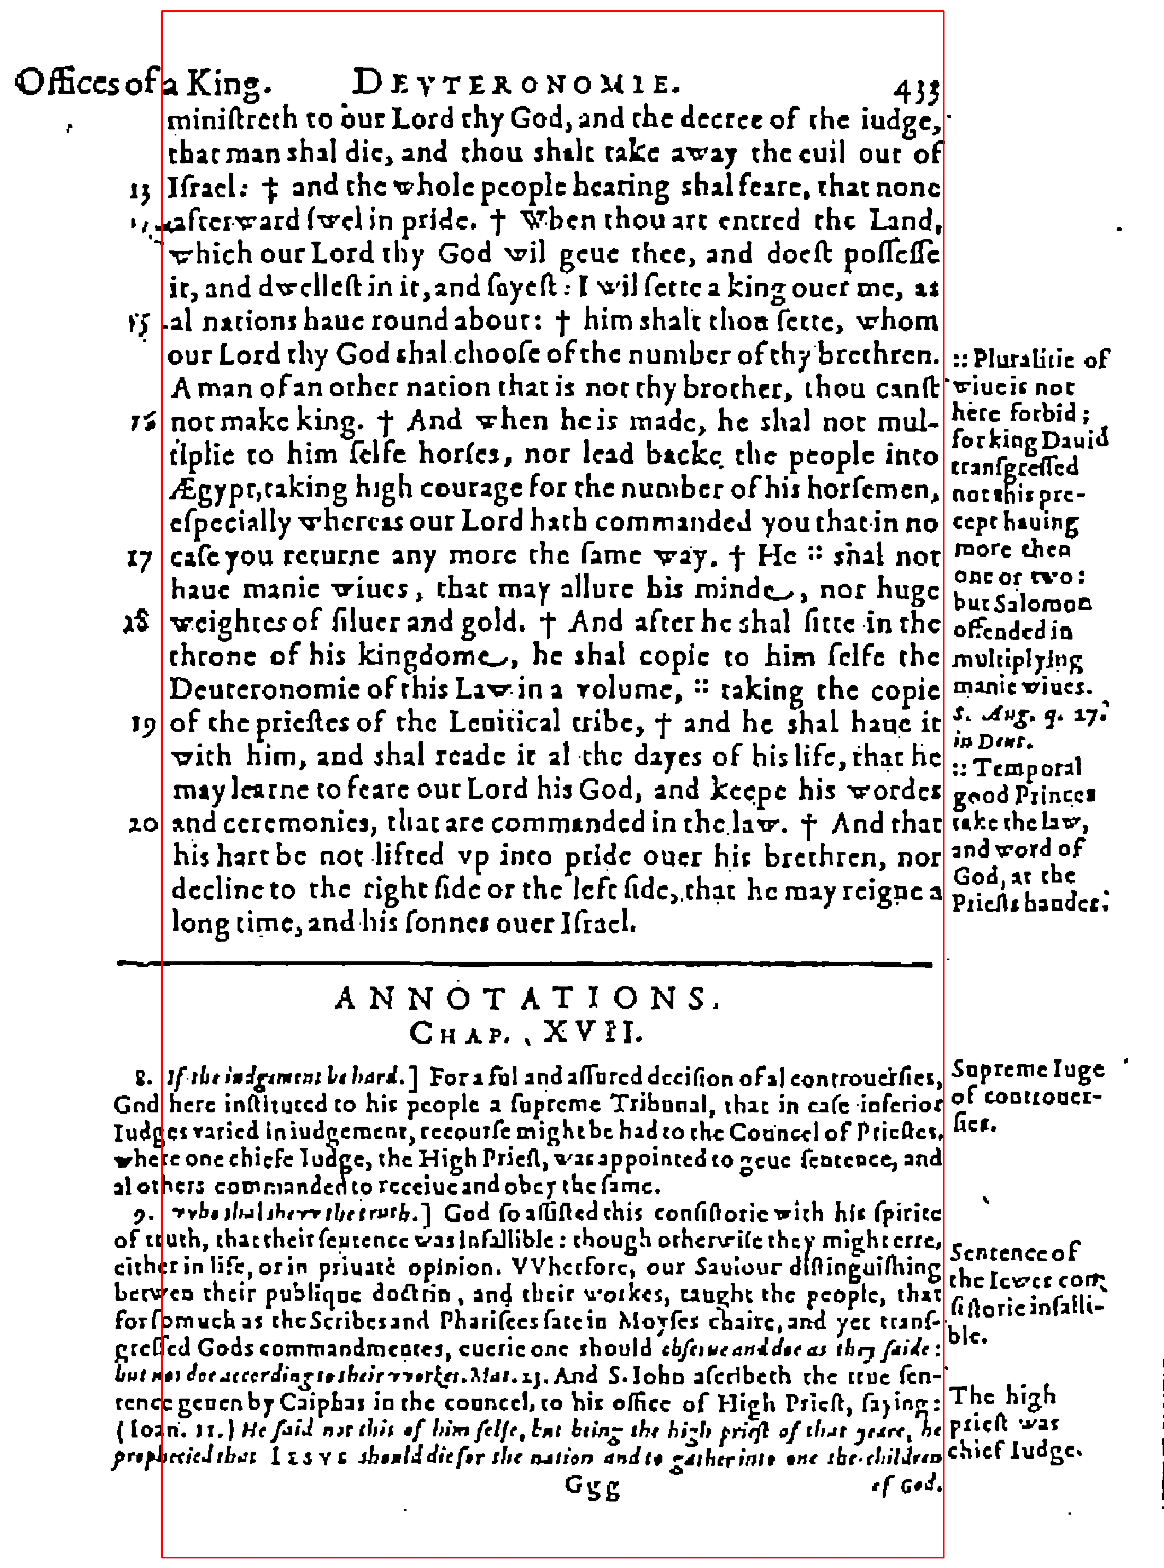 Offices of a King. DEVTERONOMIE. 433
miniſtreth to our Lord thy God, and the decree of the iudge,
that man shal die, and thou shalt take away the euil out of
13 Iſrael: † and the whole people hearing shal feare, that none
afterward ſwel in pride. † When thou art entred the Land,
which our Lord thy God wil geue thee, and doeſt poſſeſſe
it, and dwelleſt in it, and ſayeſt: I wil ſette a king ouer me, as
15 al nations haue round about: † him shalt thou ſette, whom
our Lord thy God shal chooſe of the number of thy brethren.
A man of an other nation that is not thy brother, thou canſt
16 not make king. † And when he is made, he shal not mul-
tiplie to him ſelfe horſes, nor lead backe the people into
Ægypt, taking high courage for the number of his horſemen,
eſpecially whereas our Lord hath commanded you that in no
17 caſe you returne any more the ſame way. † He :: shal not
haue manie wiues, that may allure his minde, nor huge
18 weightes of ſiluer and gold. † And after he shal ſitte in the
throne of his kingdome, he shal copie to him ſelfe the
Deuteronomie of this Law in a volume, :: taking the copie
19 of the prieſtes of the Leuitical tribe, † and he shal haue it
with him, and shal reade it al the dayes of his life, that he
may learne to feare our Lord his God, and keepe his wordes
20 and ceremonies, that are commanded in the law. † And that
his hart be not lifted vp into pride ouer his brethren, nor
decline to the right ſide or the left ſide, that he may reigne a
long time, and his ſonnes ouer Iſrael.
:: Pluralitie of
wiue is not
here forbid;
for king Dauid
tranſgreſſed
not this pre-
cept hauing
more then
one or two:
but Salomon
offended in
multiplying
manie wiues.
S. Aug. q. 27.
in Deut.
:: Temporal
good Princes
take the law,
and word of
God, at the
Prieſts handes.
ANNOTATIONS.
CHAP. XVII.
8. If the iudgement be hard.] For a ful and aſſured deciſion of al controuerſies,
God here inſtituted to his people a ſupreme Tribunal, that in caſe inferior
Iudges varied in iudgement, recourſe might be had to the Councel of Prieſtes,
where one chiefe Iudge, the High Prieſt, was appointed to geue ſentence, and
al others commanded to receiue and obey the ſame.
9. vvho shal shevv the truth.] God ſo aſſiſted this conſiſtorie with his ſpirite
of truth, that their ſentence was infallible: though otherwiſe they might erre,
either in life, or in priuate opinion. VVherfore, our Sauiour diſtinguiſhing
betwen their publique doctrin, and their workes, taught the people, that
forſomuch as the Scribes and Phariſees ſate in Moyſes chaire, and yet tranſ-
greſſed Gods commandmentes, euerie one should obſerue and doe as they ſaide:
but not doe according to their vvorkes. Mat. 23. And S. Iohn aſcribeth the true ſen-
tence geuen by Caiphas in the councel, to his office of High Prieſt, ſaying:
(Ioan. 11.) He ſaid not this of him ſelfe, but being the high prieſt of that yeare, he
prophecied that IESVS should die for the nation and to gather into one the children
Supreme Iuge
of controuer-
ſies.
Sentence of
the Iewes con-
ſiſtorie infalli-
ble.
The high
prieſt was
chief Iudge.
Ggg of God.